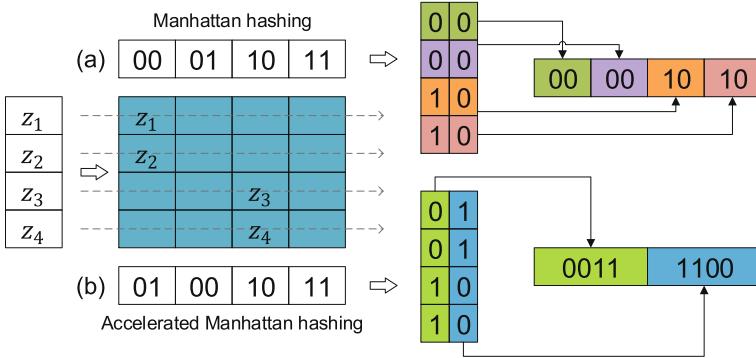 Manhattan hashing
(a) 00 01 10 11
0 0
0 0
1 0
1 0
00 00 10 10
z1 z1
z2 z2
z3 z3
z4 z4
(b) 01 00 10 11
Accelerated Manhattan hashing
0 1
0 1
1 0
1 0
0011 1100